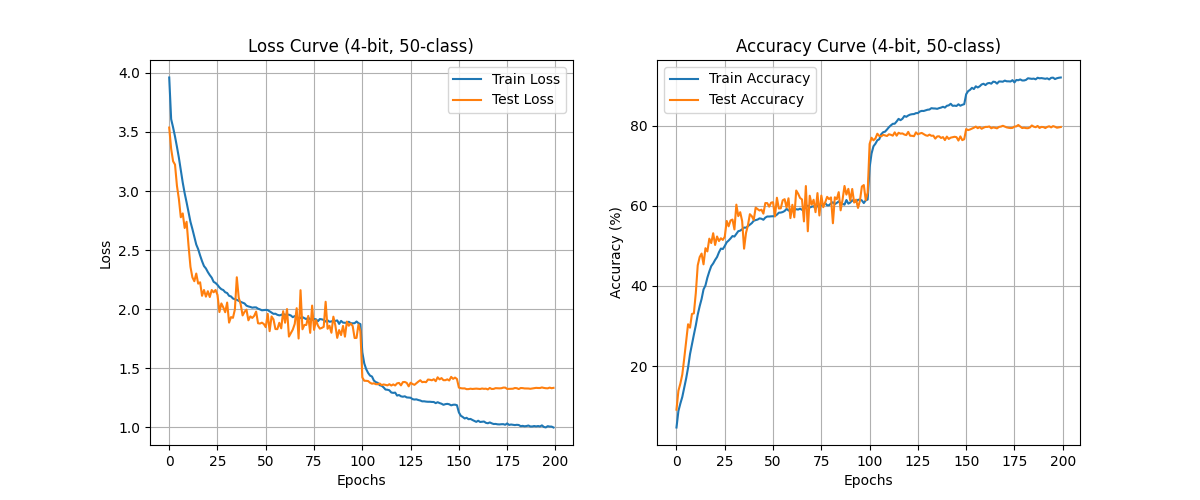 Loss Curve (4-bit, 50-class)
4.0
3.5
3.0
2.5
2.0
1.5
1.0
Loss
Train Loss
Test Loss
0 25 50 75 100 125 150 175 200
Epochs
Accuracy Curve (4-bit, 50-class)
80
60
40
20
Accuracy (%)
Train Accuracy
Test Accuracy
0 25 50 75 100 125 150 175 200
Epochs